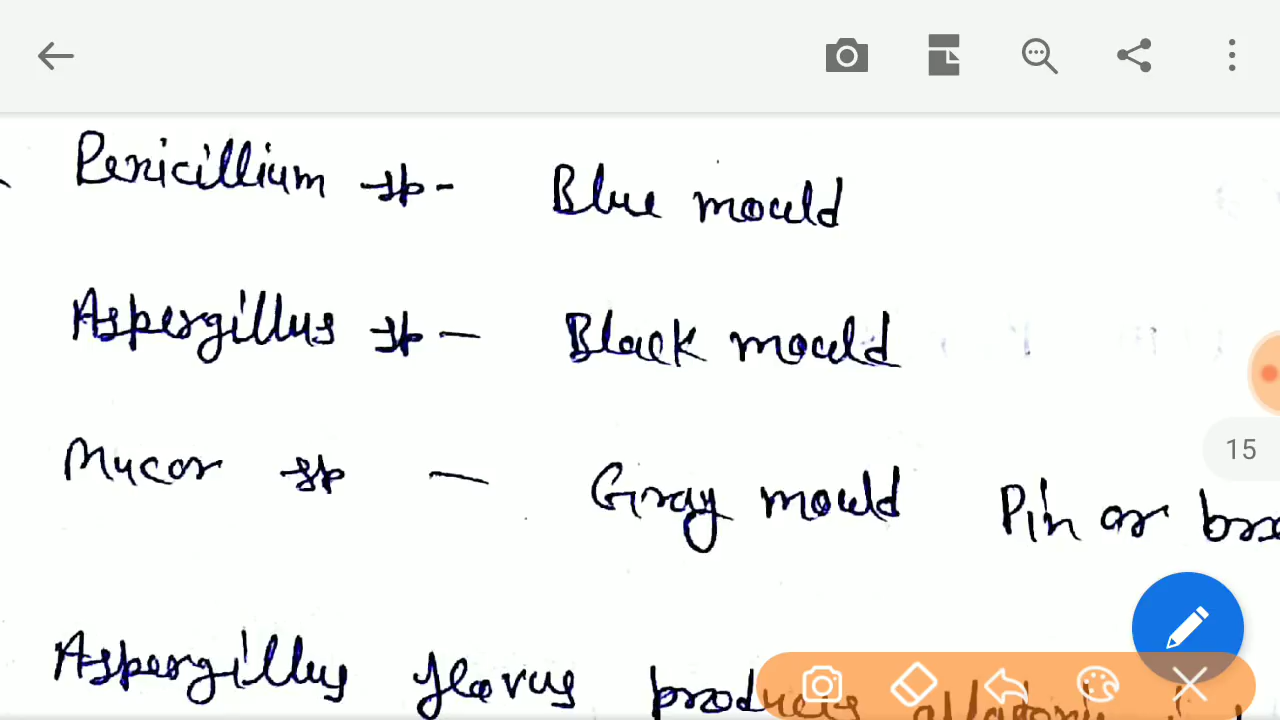 Penicillium sp - Blue mould
Aspergillus sp — Black mould
Mucor sp — Gray mould Pin or
15
Aspergillus flavus